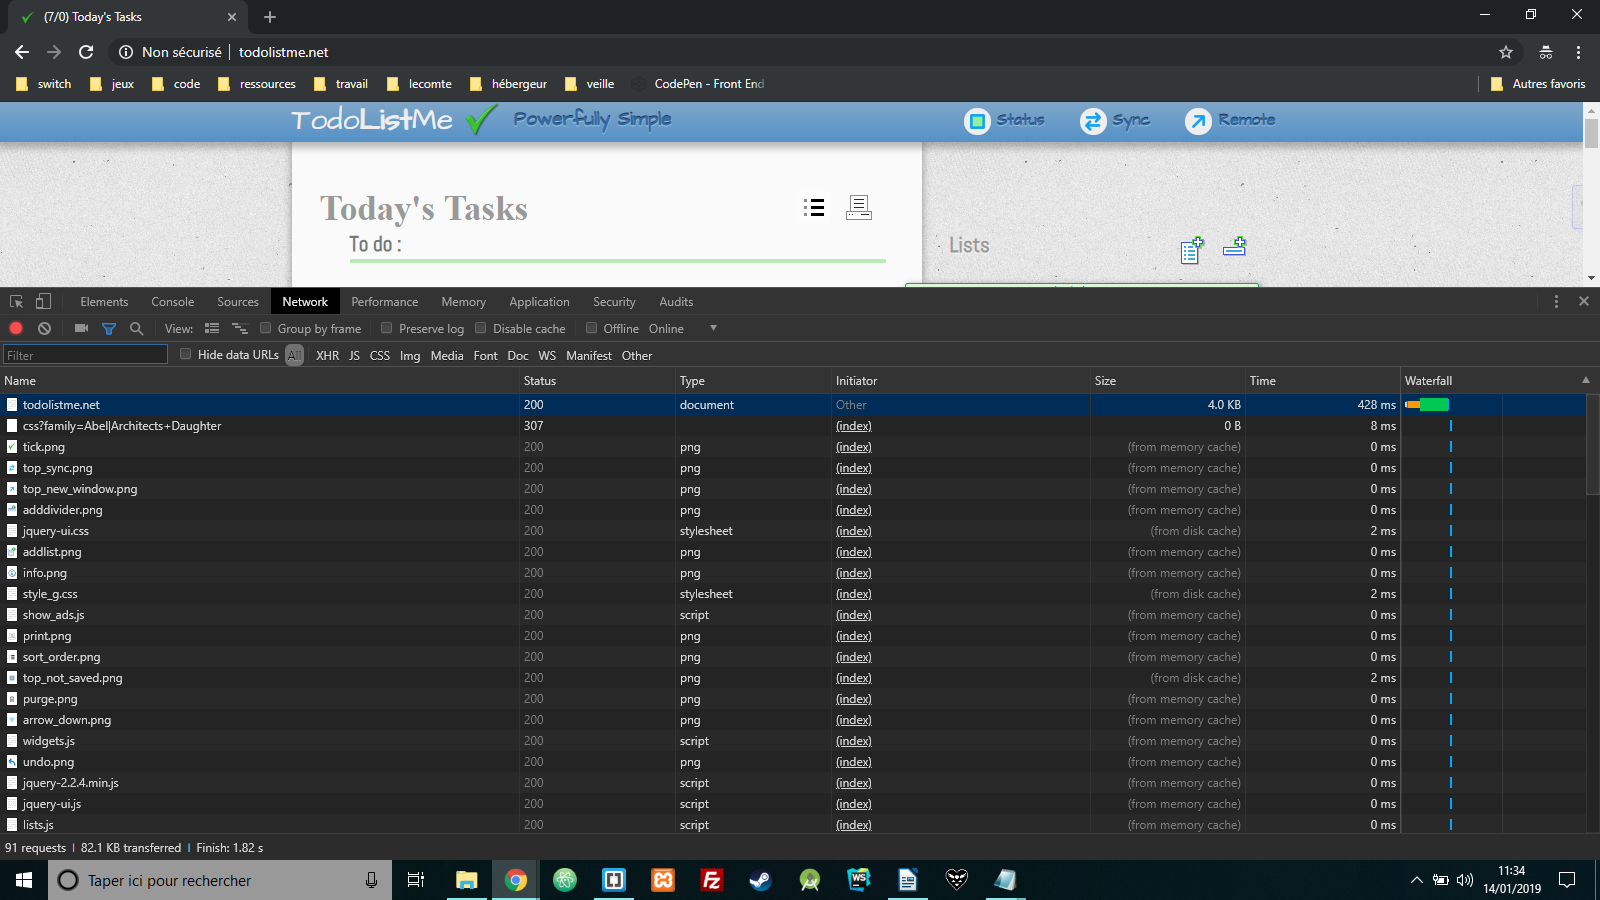 (7/0) Today's Tasks
Non sécurisé todolistme.net
switch jeux code ressources travail lecomte hébergeur veille CodePen - Front End Autres favoris
TodoListMe Powerfully Simple Status Sync Remote
Today's Tasks
To do :
Lists
Elements Console Sources Network Performance Memory Application Security Audits
View: Group by frame Preserve log Disable cache Offline Online
Filter Hide data URLs All XHR JS CSS Img Media Font Doc WS Manifest Other
Name Status Type Initiator Size Time Waterfall
todolistme.net 200 document Other 4.0 KB 428 ms
css?family=Abel|Architects+Daughter 307 (index) 0 B 8 ms
tick.png 200 png (index) (from memory cache) 0 ms
top_sync.png 200 png (index) (from memory cache) 0 ms
top_new_window.png 200 png (index) (from memory cache) 0 ms
adddivider.png 200 png (index) (from memory cache) 0 ms
jquery-ui.css 200 stylesheet (index) (from disk cache) 2 ms
addlist.png 200 png (index) (from memory cache) 0 ms
info.png 200 png (index) (from memory cache) 0 ms
style_g.css 200 stylesheet (index) (from disk cache) 2 ms
show_ads.js 200 script (index) (from memory cache) 0 ms
print.png 200 png (index) (from memory cache) 0 ms
sort_order.png 200 png (index) (from memory cache) 0 ms
top_not_saved.png 200 png (index) (from disk cache) 2 ms
purge.png 200 png (index) (from memory cache) 0 ms
arrow_down.png 200 png (index) (from memory cache) 0 ms
widgets.js 200 script (index) (from memory cache) 0 ms
undo.png 200 png (index) (from memory cache) 0 ms
jquery-2.2.4.min.js 200 script (index) (from memory cache) 0 ms
jquery-ui.js 200 script (index) (from memory cache) 0 ms
lists.js 200 script (index) (from memory cache) 0 ms
91 requests | 82.1 KB transferred | Finish: 1.82 s
Taper ici pour rechercher
11:34
14/01/2019